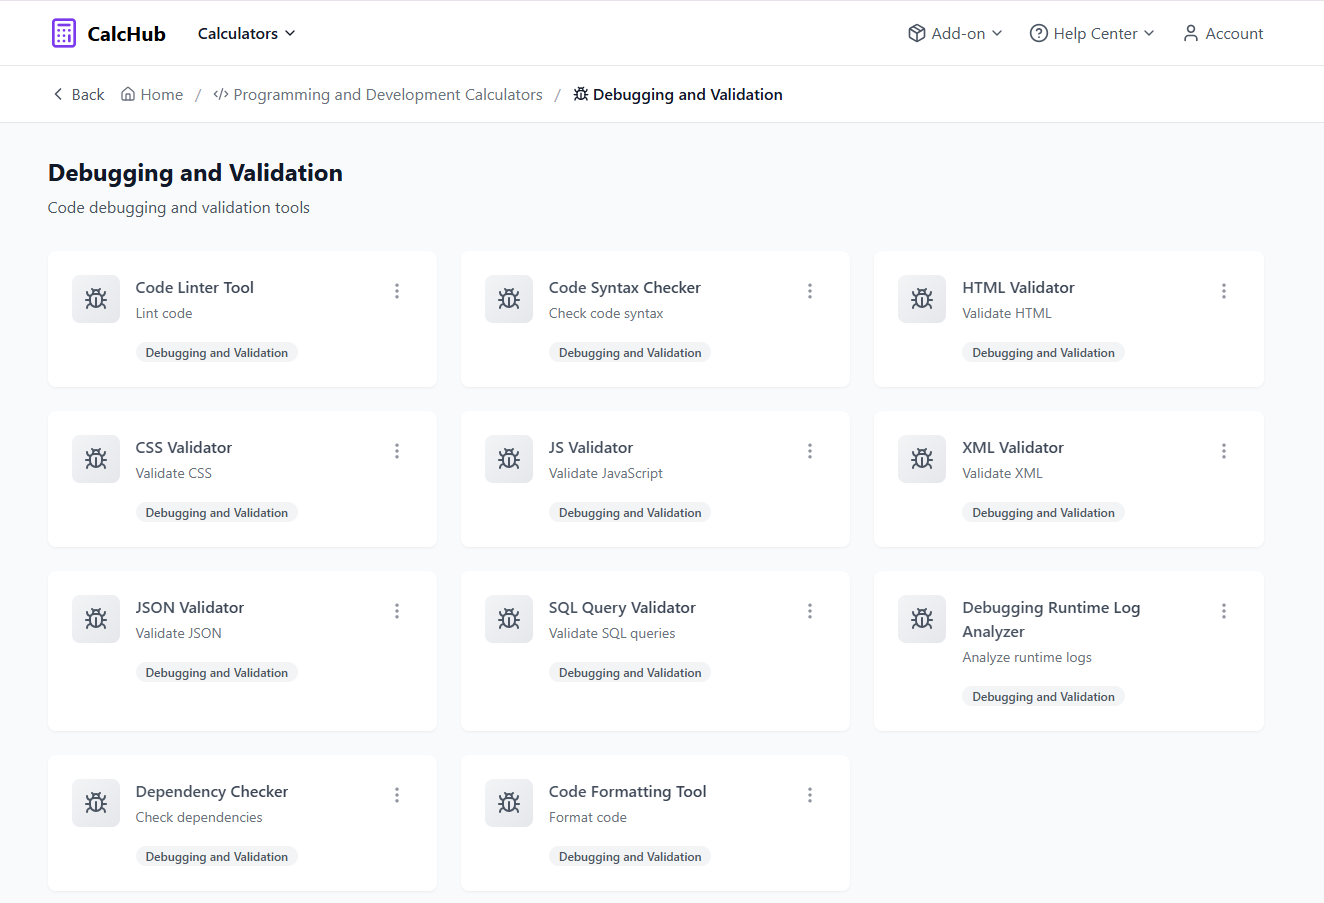 CalcHub
Calculators
Add-on
Help Center
Account
Back
Home
/
Programming and Development Calculators
/
Debugging and Validation
Debugging and Validation
Code debugging and validation tools
Code Linter Tool
Lint code
Debugging and Validation
Code Syntax Checker
Check code syntax
Debugging and Validation
HTML Validator
Validate HTML
Debugging and Validation
CSS Validator
Validate CSS
Debugging and Validation
JS Validator
Validate JavaScript
Debugging and Validation
XML Validator
Validate XML
Debugging and Validation
JSON Validator
Validate JSON
Debugging and Validation
SQL Query Validator
Validate SQL queries
Debugging and Validation
Debugging Runtime Log
Analyzer
Analyze runtime logs
Debugging and Validation
Dependency Checker
Check dependencies
Debugging and Validation
Code Formatting Tool
Format code
Debugging and Validation